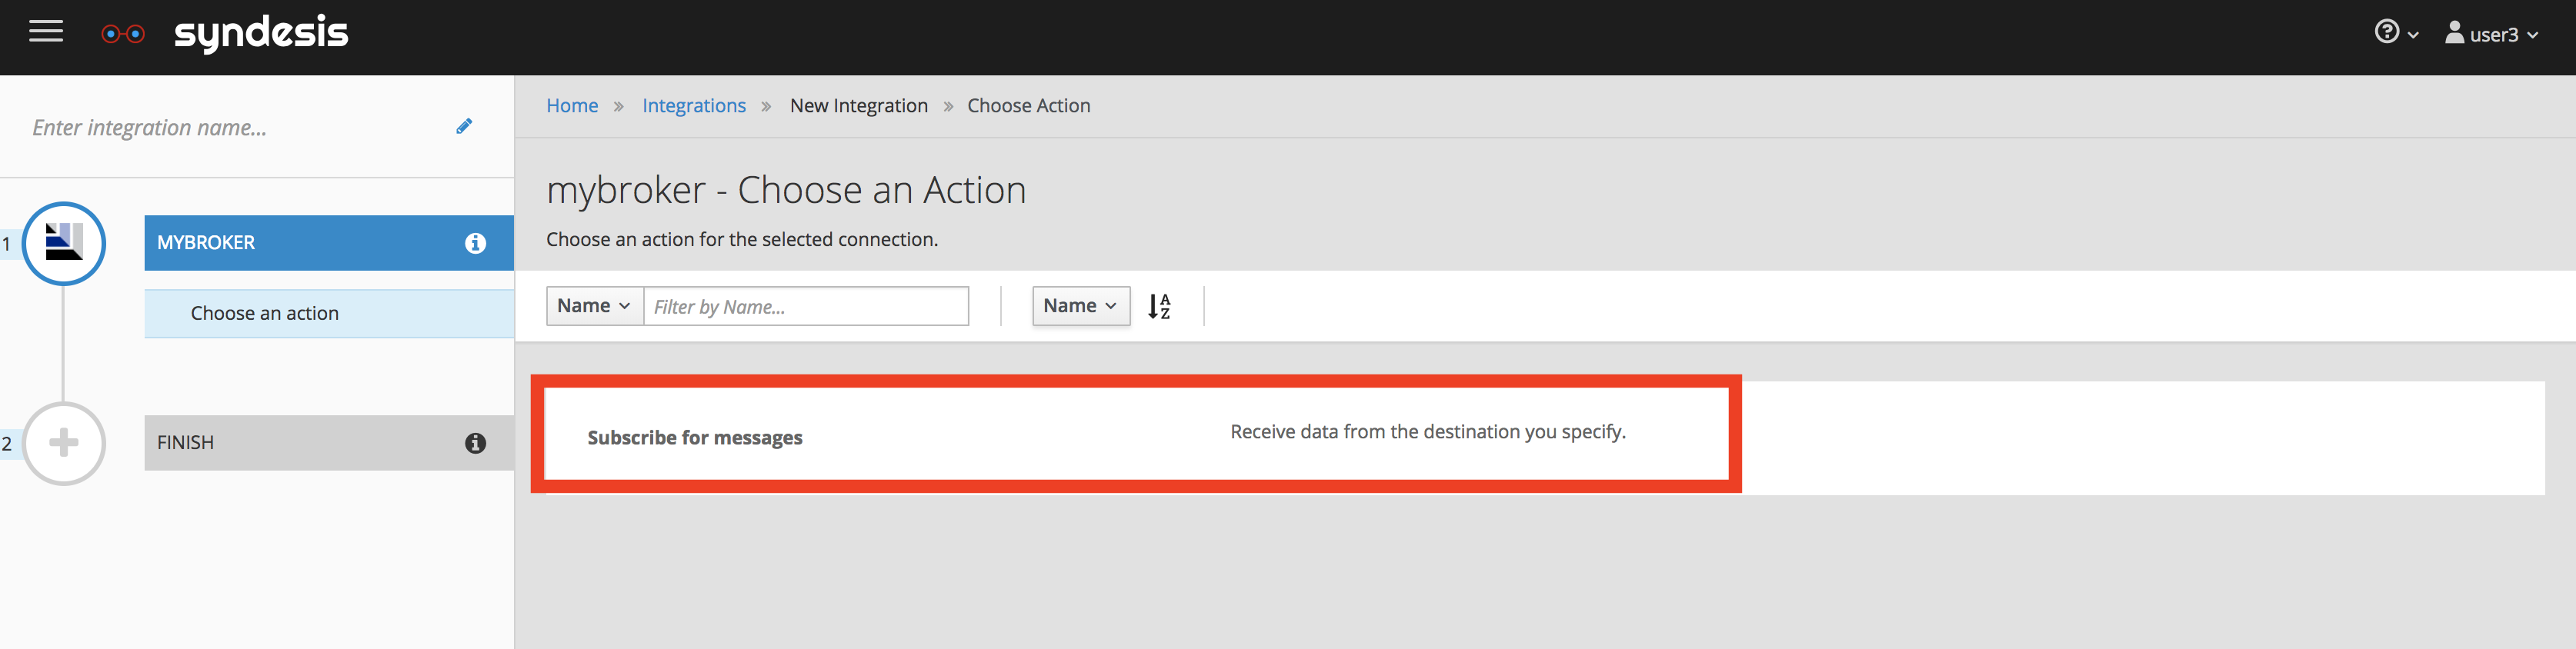 syndesis
user3
Enter integration name...
Home » Integrations » New Integration » Choose Action
mybroker - Choose an Action
Choose an action for the selected connection.
1
MYBROKER
Choose an action
2
FINISH
Name
Filter by Name...
Name
A
Z
Subscribe for messages
Receive data from the destination you specify.